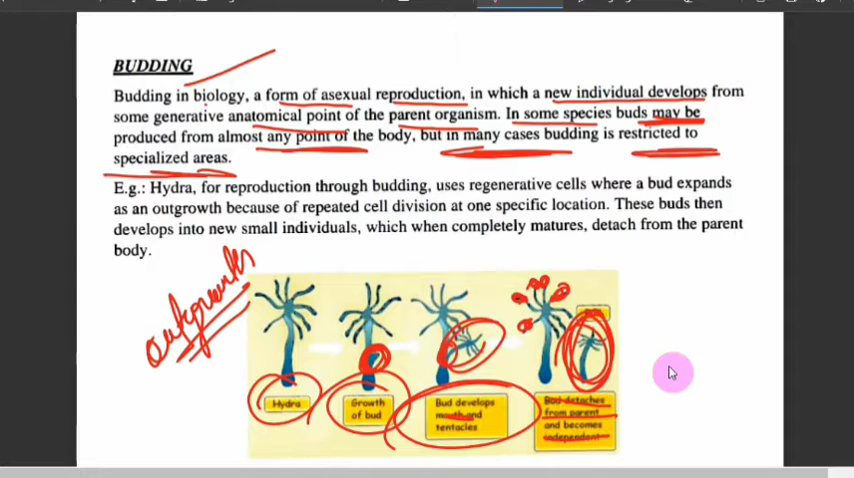 BUDDING
Budding in biology, a form of asexual reproduction, in which a new individual develops from
some generative anatomical point of the parent organism. In some species buds may be
produced from almost any point of the body, but in many cases budding is restricted to
specialized areas.
E.g.: Hydra, for reproduction through budding, uses regenerative cells where a bud expands
as an outgrowth because of repeated cell division at one specific location. These buds then
develops into new small individuals, which when completely matures, detach from the parent
body.
outgrowths
Hydra
Growth
of bud
Bud develops
mouth and
tentacles
Bud detaches
from parent
and becomes
independent